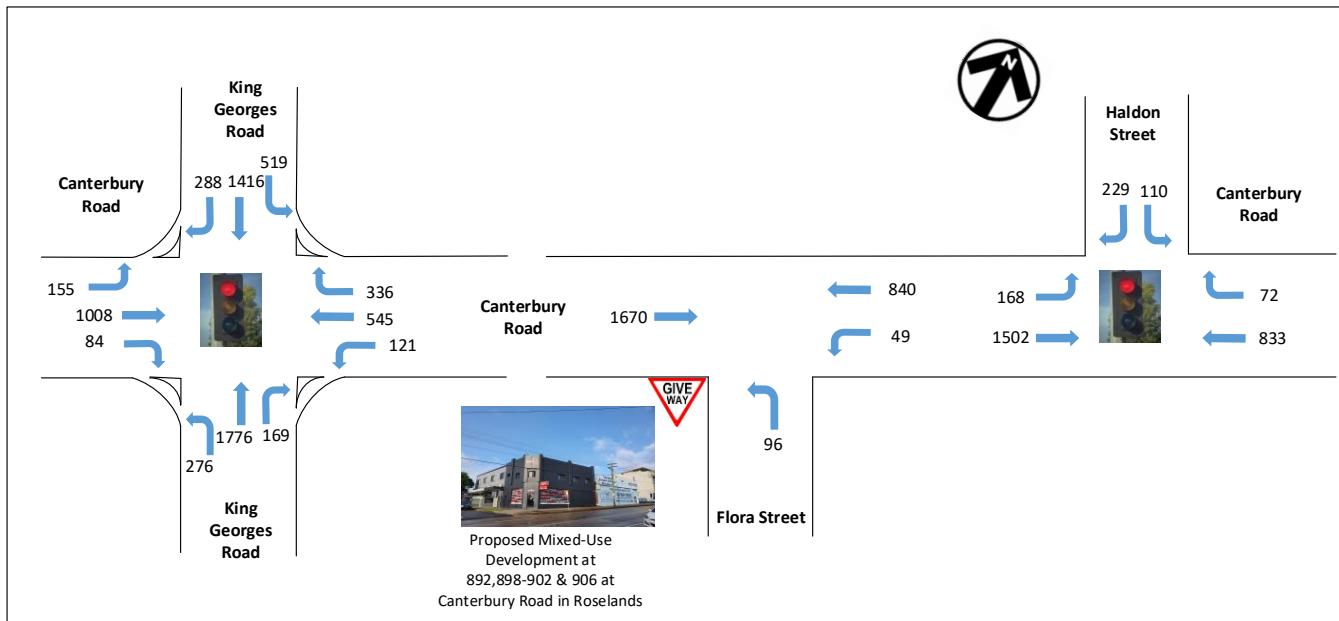 King
Georges
Road
N
Haldon
Street
Canterbury
Road
288 1416 519
229 110
Canterbury
Road
155
1008
84
336
545
121
Canterbury
Road
1670
840
49
168
1502
72
833
GIVE
WAY
276
1776
169
96
King
Georges
Road
Flora Street
Proposed Mixed-Use
Development at
892,898-902 & 906 at
Canterbury Road in Roselands